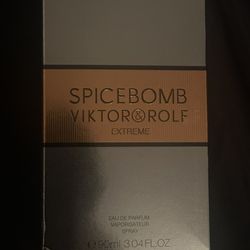 SPICEBOMB
VIKTOR&ROLF
EXTREME
EAU DE PARFUM
VAPORISATEUR
SPRAY
e 90ml 3.04 FL.OZ